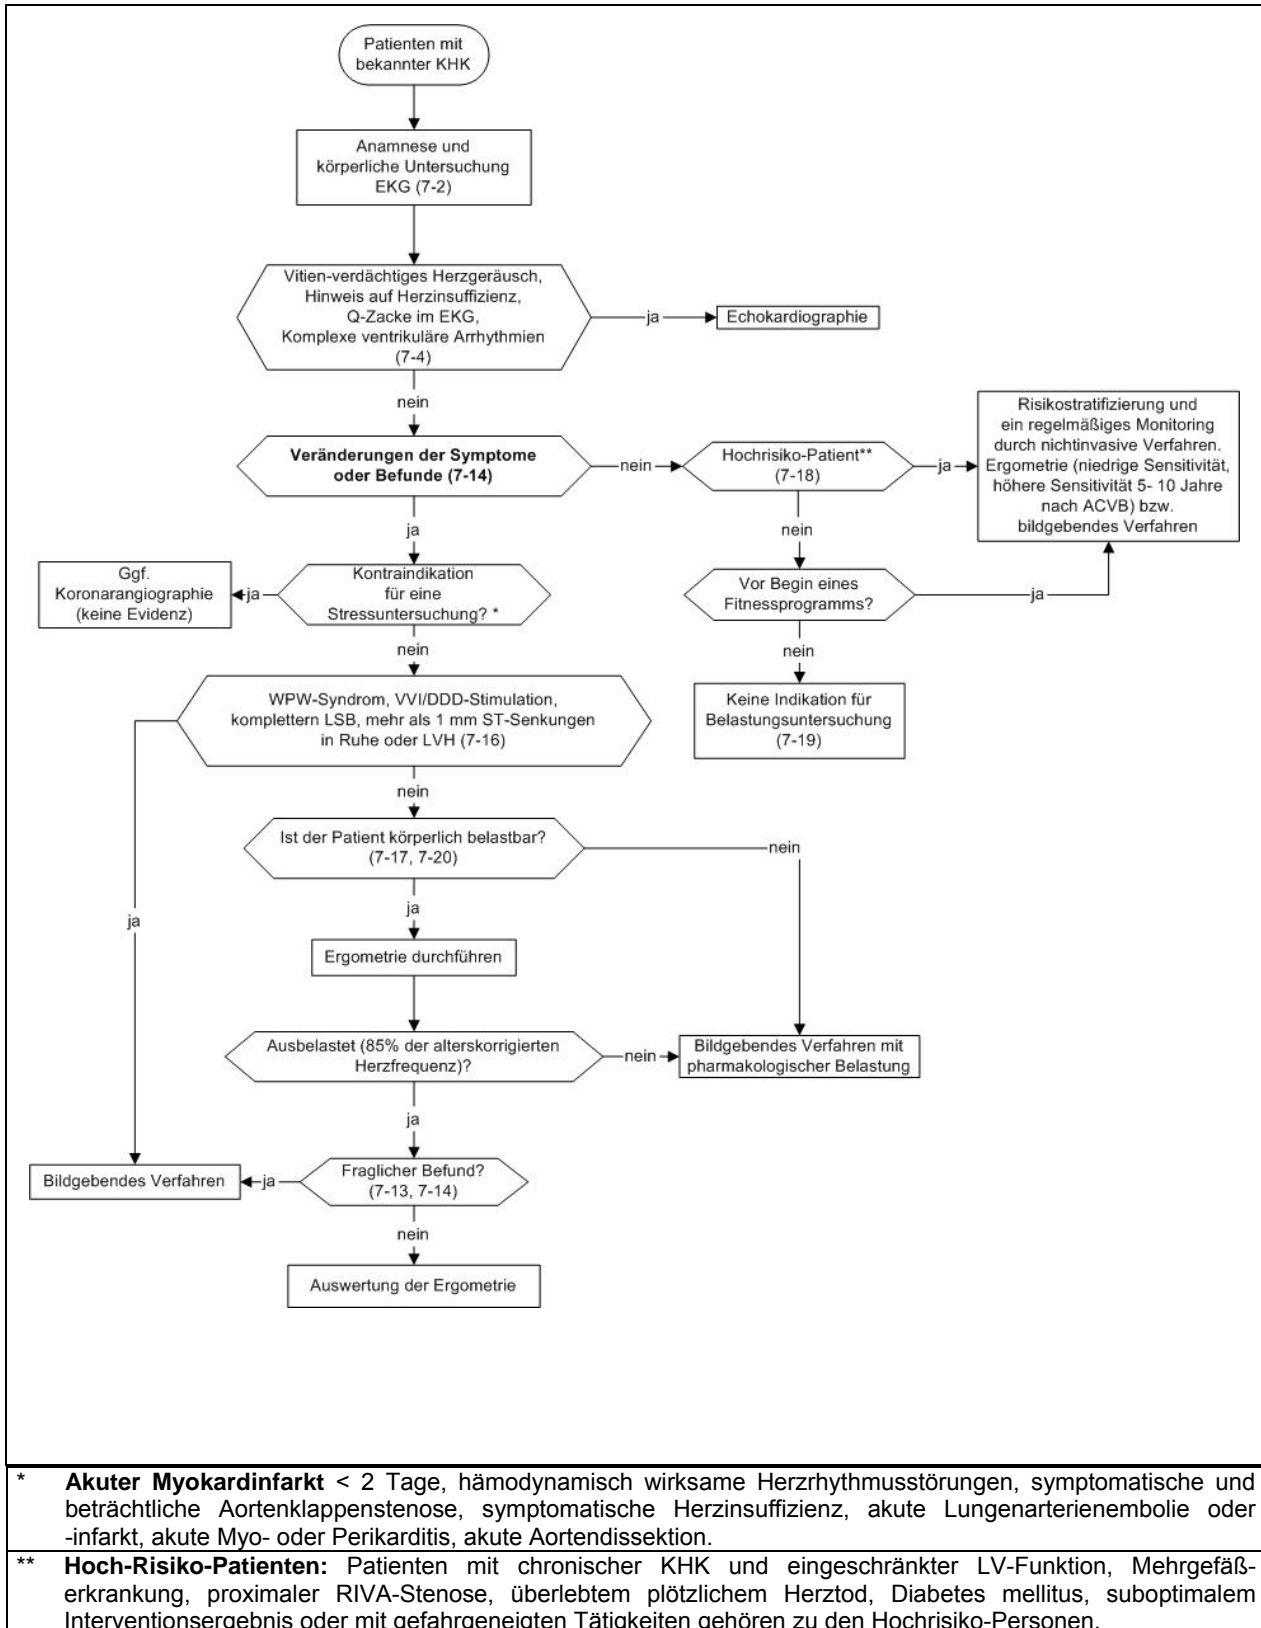 Patienten mit
bekannter KHK
Anamnese und
körperliche Untersuchung
EKG (7-2)
Vitien-verdächtiges Herzgeräusch,
Hinweis auf Herzinsuffizienz,
Q-Zacke im EKG,
Komplexe ventrikuläre Arrhythmien
(7-4)
ja
Echokardiographie
nein
Veränderungen der Symptome
oder Befunde (7-14)
nein
Hochrisiko-Patient**
(7-18)
ja
Risikostratifizierung und
ein regelmäßiges Monitoring
durch nichtinvasive Verfahren.
Ergometrie (niedrige Sensitivität,
höhere Sensitivität 5- 10 Jahre
nach ACVB) bzw.
bildgebendes Verfahren
ja
nein
Ggf.
Koronarangiographie
(keine Evidenz)
ja
Kontraindikation
für eine
Stressuntersuchung? *
Vor Begin eines
Fitnessprogramms?
ja
nein
nein
WPW-Syndrom, VVI/DDD-Stimulation,
komplettern LSB, mehr als 1 mm ST-Senkungen
in Ruhe oder LVH (7-16)
Keine Indikation für
Belastungsuntersuchung
(7-19)
nein
Ist der Patient körperlich belastbar?
(7-17, 7-20)
nein
ja
ja
Ergometrie durchführen
Ausbelastet (85% der alterskorrigierten
Herzfrequenz)?
nein
Bildgebendes Verfahren mit
pharmakologischer Belastung
ja
Bildgebendes Verfahren
ja
Fraglicher Befund?
(7-13, 7-14)
nein
Auswertung der Ergometrie
* Akuter Myokardinfarkt < 2 Tage, hämodynamisch wirksame Herzrhythmusstörungen, symptomatische und
beträchtliche Aortenklappenstenose, symptomatische Herzinsuffizienz, akute Lungenarterienembolie oder
-infarkt, akute Myo- oder Perikarditis, akute Aortendissektion.
** Hoch-Risiko-Patienten: Patienten mit chronischer KHK und eingeschränkter LV-Funktion, Mehrgefäß-
erkrankung, proximaler RIVA-Stenose, überlebtem plötzlichem Herztod, Diabetes mellitus, suboptimalem
Interventionsergebnis oder mit gefahrgeneigten Tätigkeiten gehören zu den Hochrisiko-Personen.